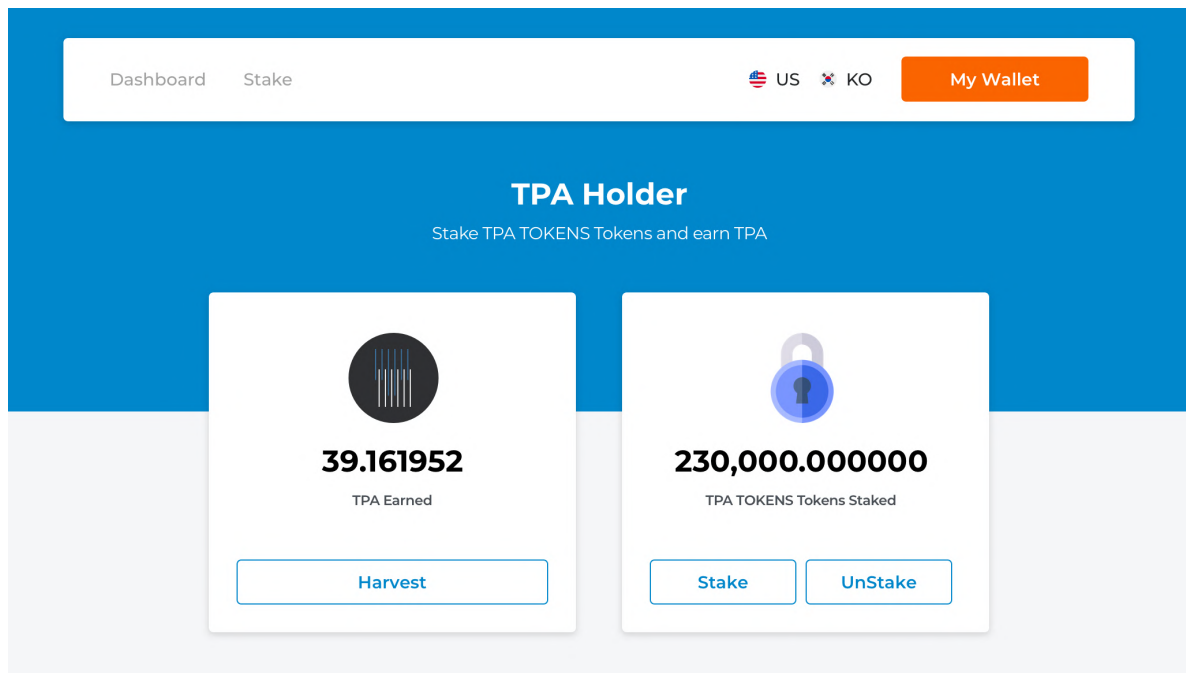 Dashboard Stake US KO My Wallet
TPA Holder
Stake TPA TOKENS Tokens and earn TPA
39.161952
TPA Earned
Harvest
230,000.000000
TPA TOKENS Tokens Staked
Stake UnStake